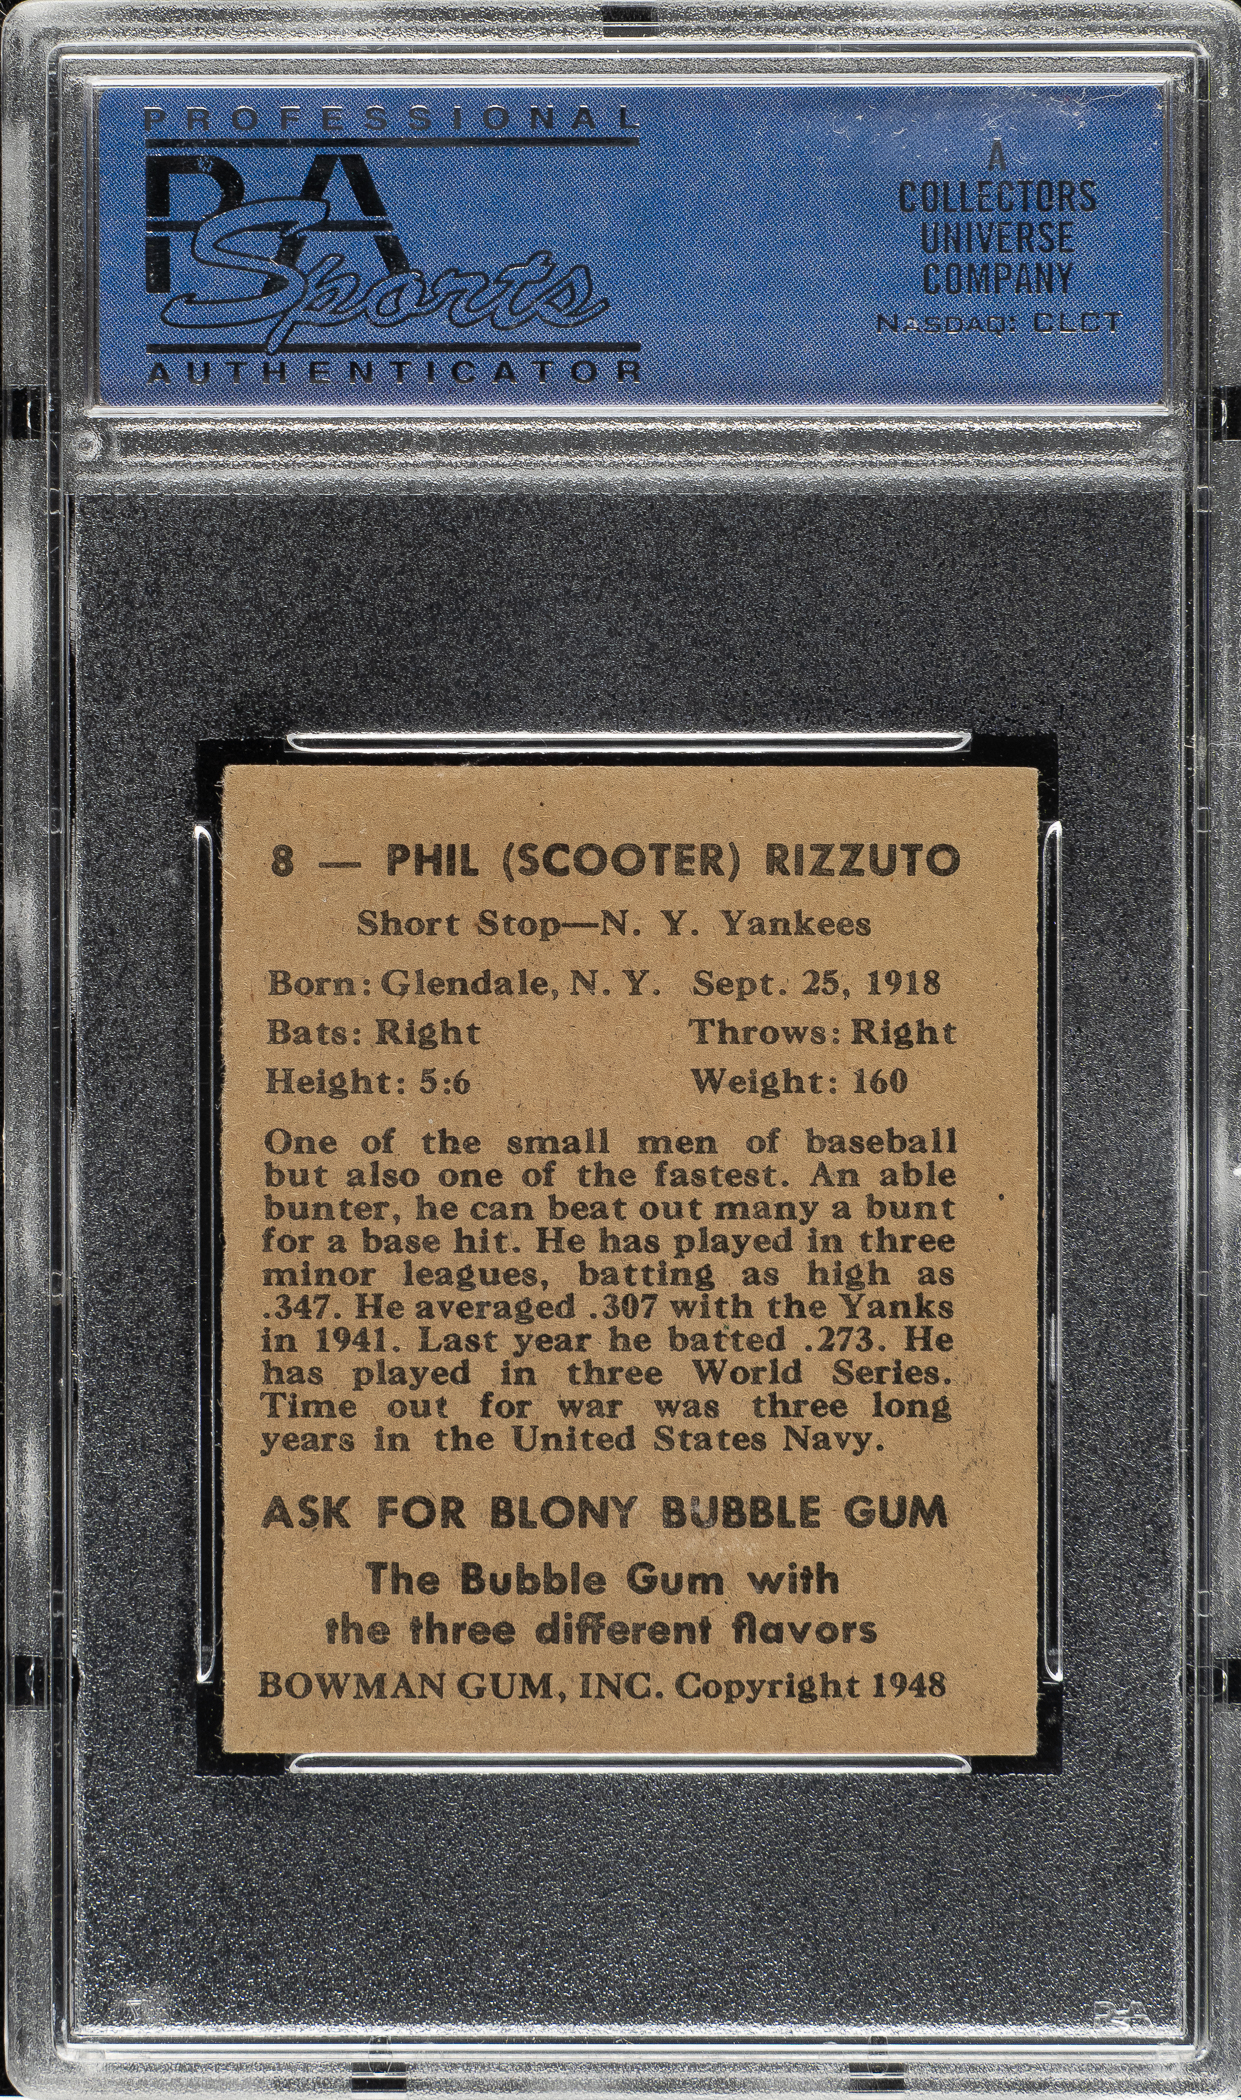 PROFESSIONAL
PSA
Sports
AUTHENTICATOR
A
COLLECTORS
UNIVERSE
COMPANY
NASDAQ: CLCT
8 — PHIL (SCOOTER) RIZZUTO
Short Stop—N. Y. Yankees
Born: Glendale, N. Y. Sept. 25, 1918
Bats: Right Throws: Right
Height: 5:6 Weight: 160
One of the small men of baseball
but also one of the fastest. An able
bunter, he can beat out many a bunt
for a base hit. He has played in three
minor leagues, batting as high as
.347. He averaged .307 with the Yanks
in 1941. Last year he batted .273. He
has played in three World Series.
Time out for war was three long
years in the United States Navy.
ASK FOR BLONY BUBBLE GUM
The Bubble Gum with
the three different flavors
BOWMAN GUM, INC. Copyright 1948
PSA